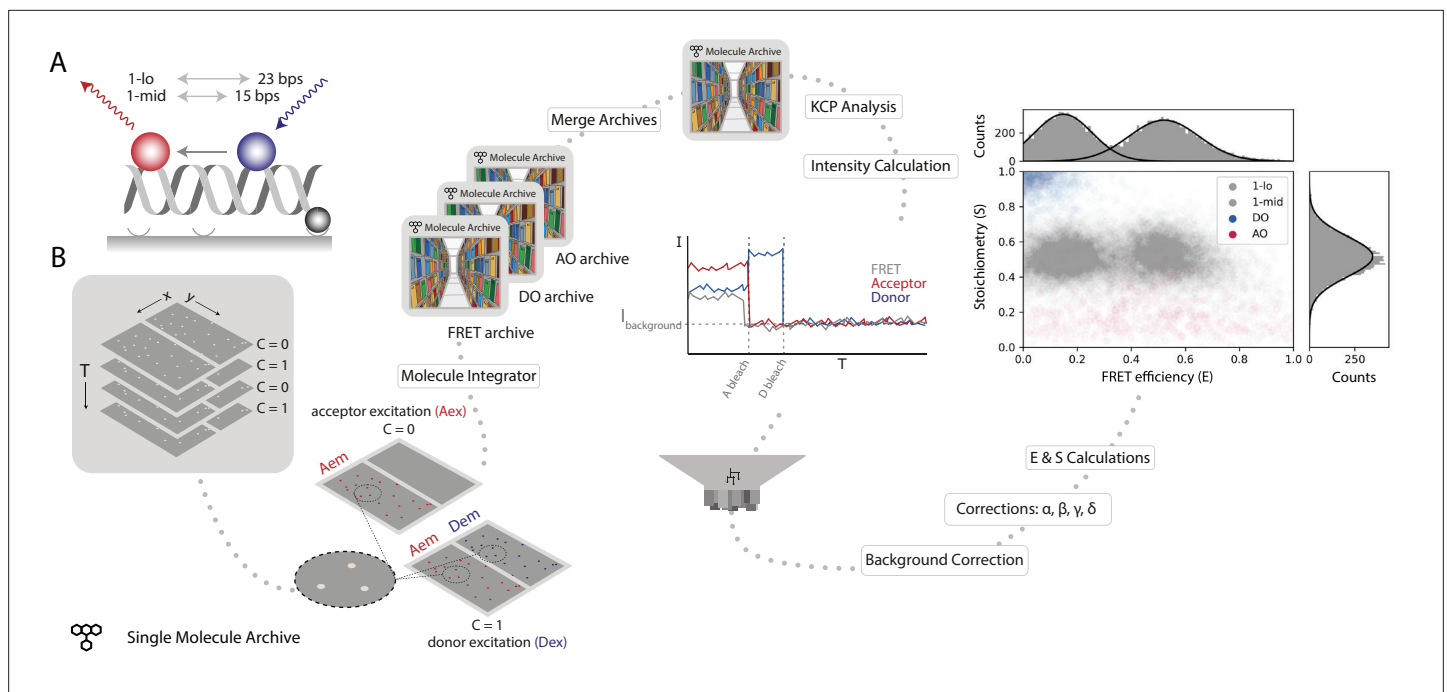 A
1-lo 23 bps
1-mid 15 bps
B
x y
T
C = 0
C = 1
C = 0
C = 1
Single Molecule Archive
acceptor excitation (Aex)
C = 0
Aem
Aem Dem
C = 1
donor excitation (Dex)
Molecule Integrator
Molecule Archive
FRET archive
Molecule Archive
DO archive
Molecule Archive
AO archive
Merge Archives
Molecule Archive
KCP Analysis
Intensity Calculation
I
FRET
Acceptor
Donor
Ibackground
T
A bleach
D bleach
Background Correction
Corrections: α, β, γ, δ
E & S Calculations
Counts
200
0
Stoichiometry (S)
1.0
0.8
0.6
0.4
0.2
0.0
1-lo
1-mid
DO
AO
0.0 0.2 0.4 0.6 0.8 1.0
FRET efficiency (E)
0 250
Counts